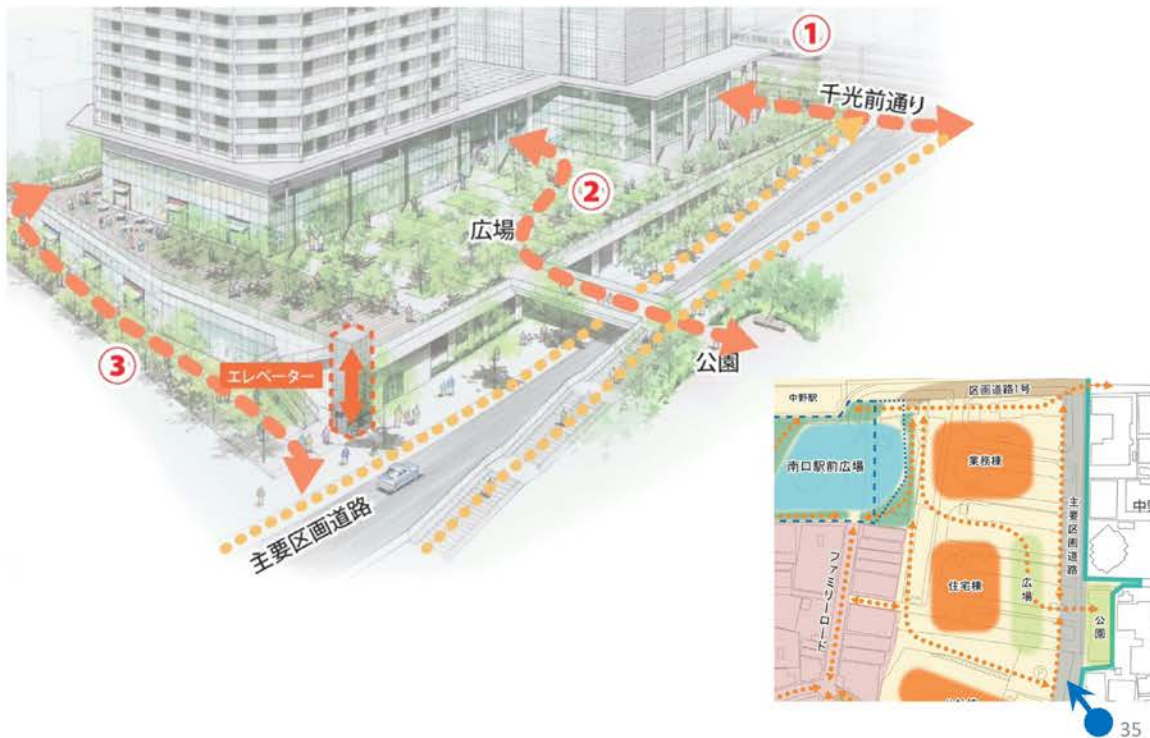 ①
千光前通り
②
広場
③
エレベーター
公園
主要区画道路
中野駅
区画道路1号
南口駅前広場
業務棟
主要区画道路
ファミリーロード
住宅棟
広場
公園
35